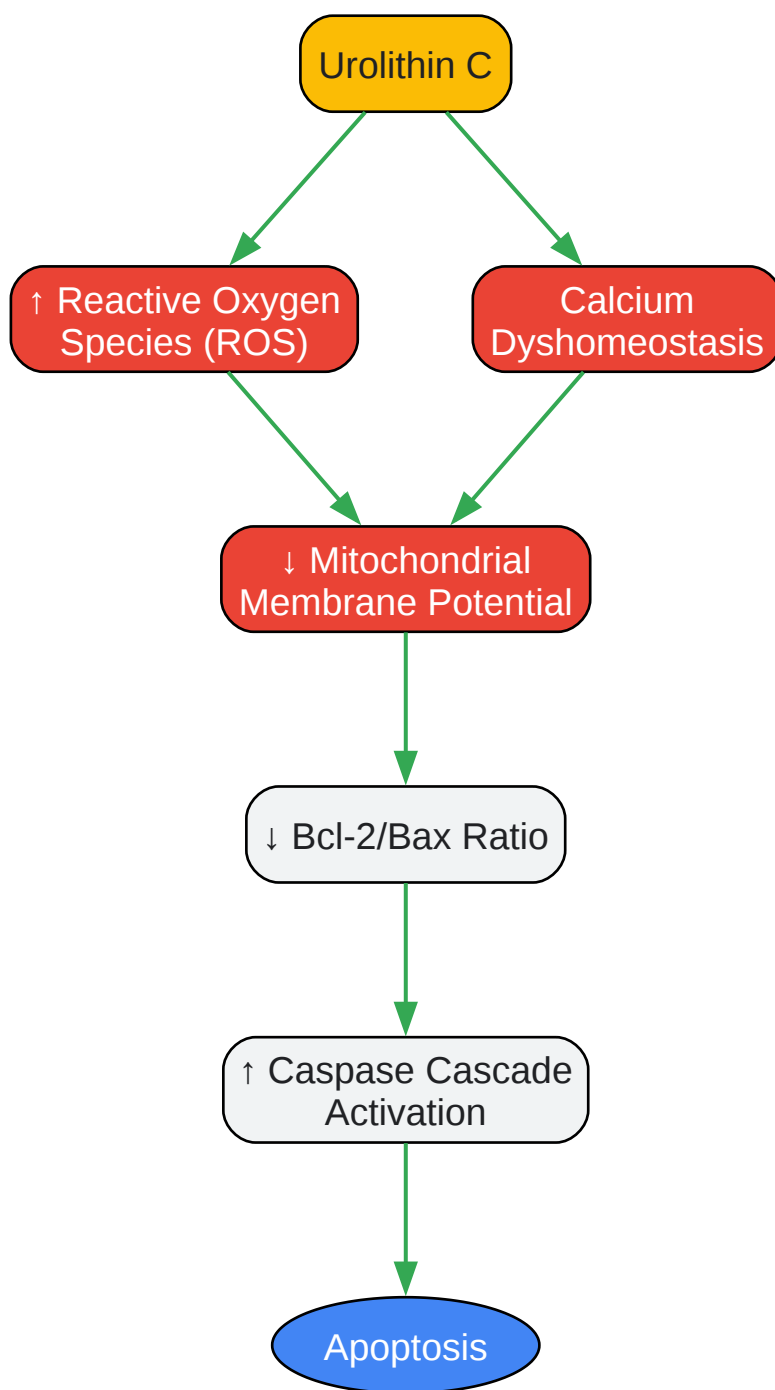 Urolithin C
↑ Reactive Oxygen
Species (ROS)
Calcium
Dyshomeostasis
↓ Mitochondrial
Membrane Potential
↓ Bcl-2/Bax Ratio
↑ Caspase Cascade
Activation
Apoptosis